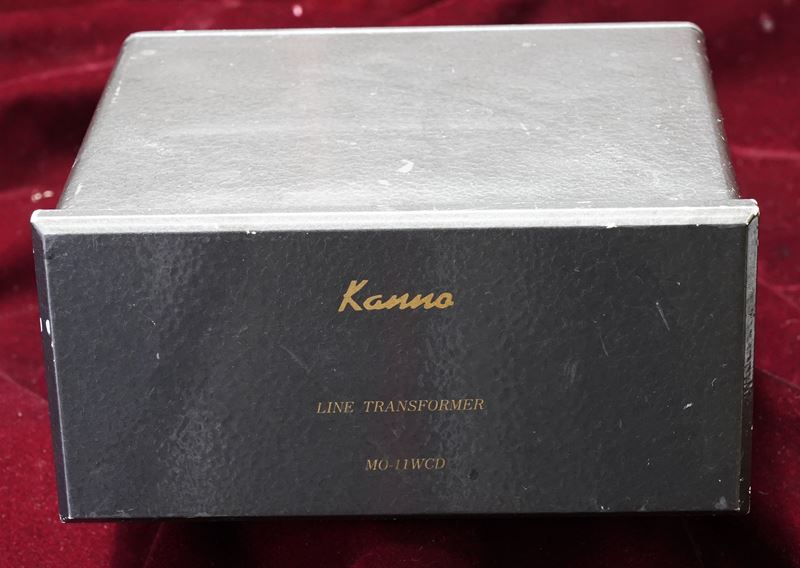 Kanno
LINE TRANSFORMER
MO-11WCD